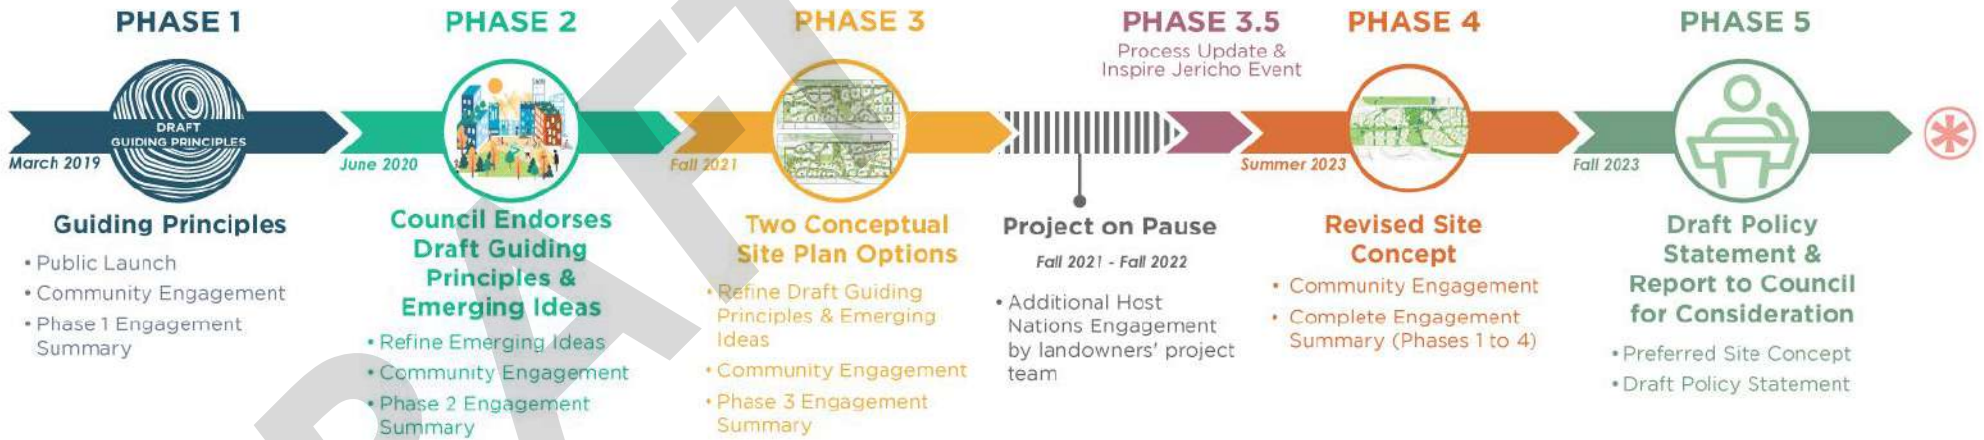 PHASE 1
DRAFT
GUIDING PRINCIPLES
March 2019
Guiding Principles
• Public Launch
• Community Engagement
• Phase 1 Engagement
Summary
PHASE 2
June 2020
Council Endorses
Draft Guiding
Principles &
Emerging Ideas
• Refine Emerging Ideas
• Community Engagement
• Phase 2 Engagement
Summary
PHASE 3
Fall 2021
Two Conceptual
Site Plan Options
• Refine Draft Guiding
Principles & Emerging
Ideas
• Community Engagement
• Phase 3 Engagement
Summary
Project on Pause
Fall 2021 - Fall 2022
• Additional Host
Nations Engagement
by landowners' project
team
PHASE 3.5
Process Update &
Inspire Jericho Event
PHASE 4
Summer 2023
Revised Site
Concept
• Community Engagement
• Complete Engagement
Summary (Phases 1 to 4)
PHASE 5
Fall 2023
Draft Policy
Statement &
Report to Council
for Consideration
• Preferred Site Concept
• Draft Policy Statement
DRAFT